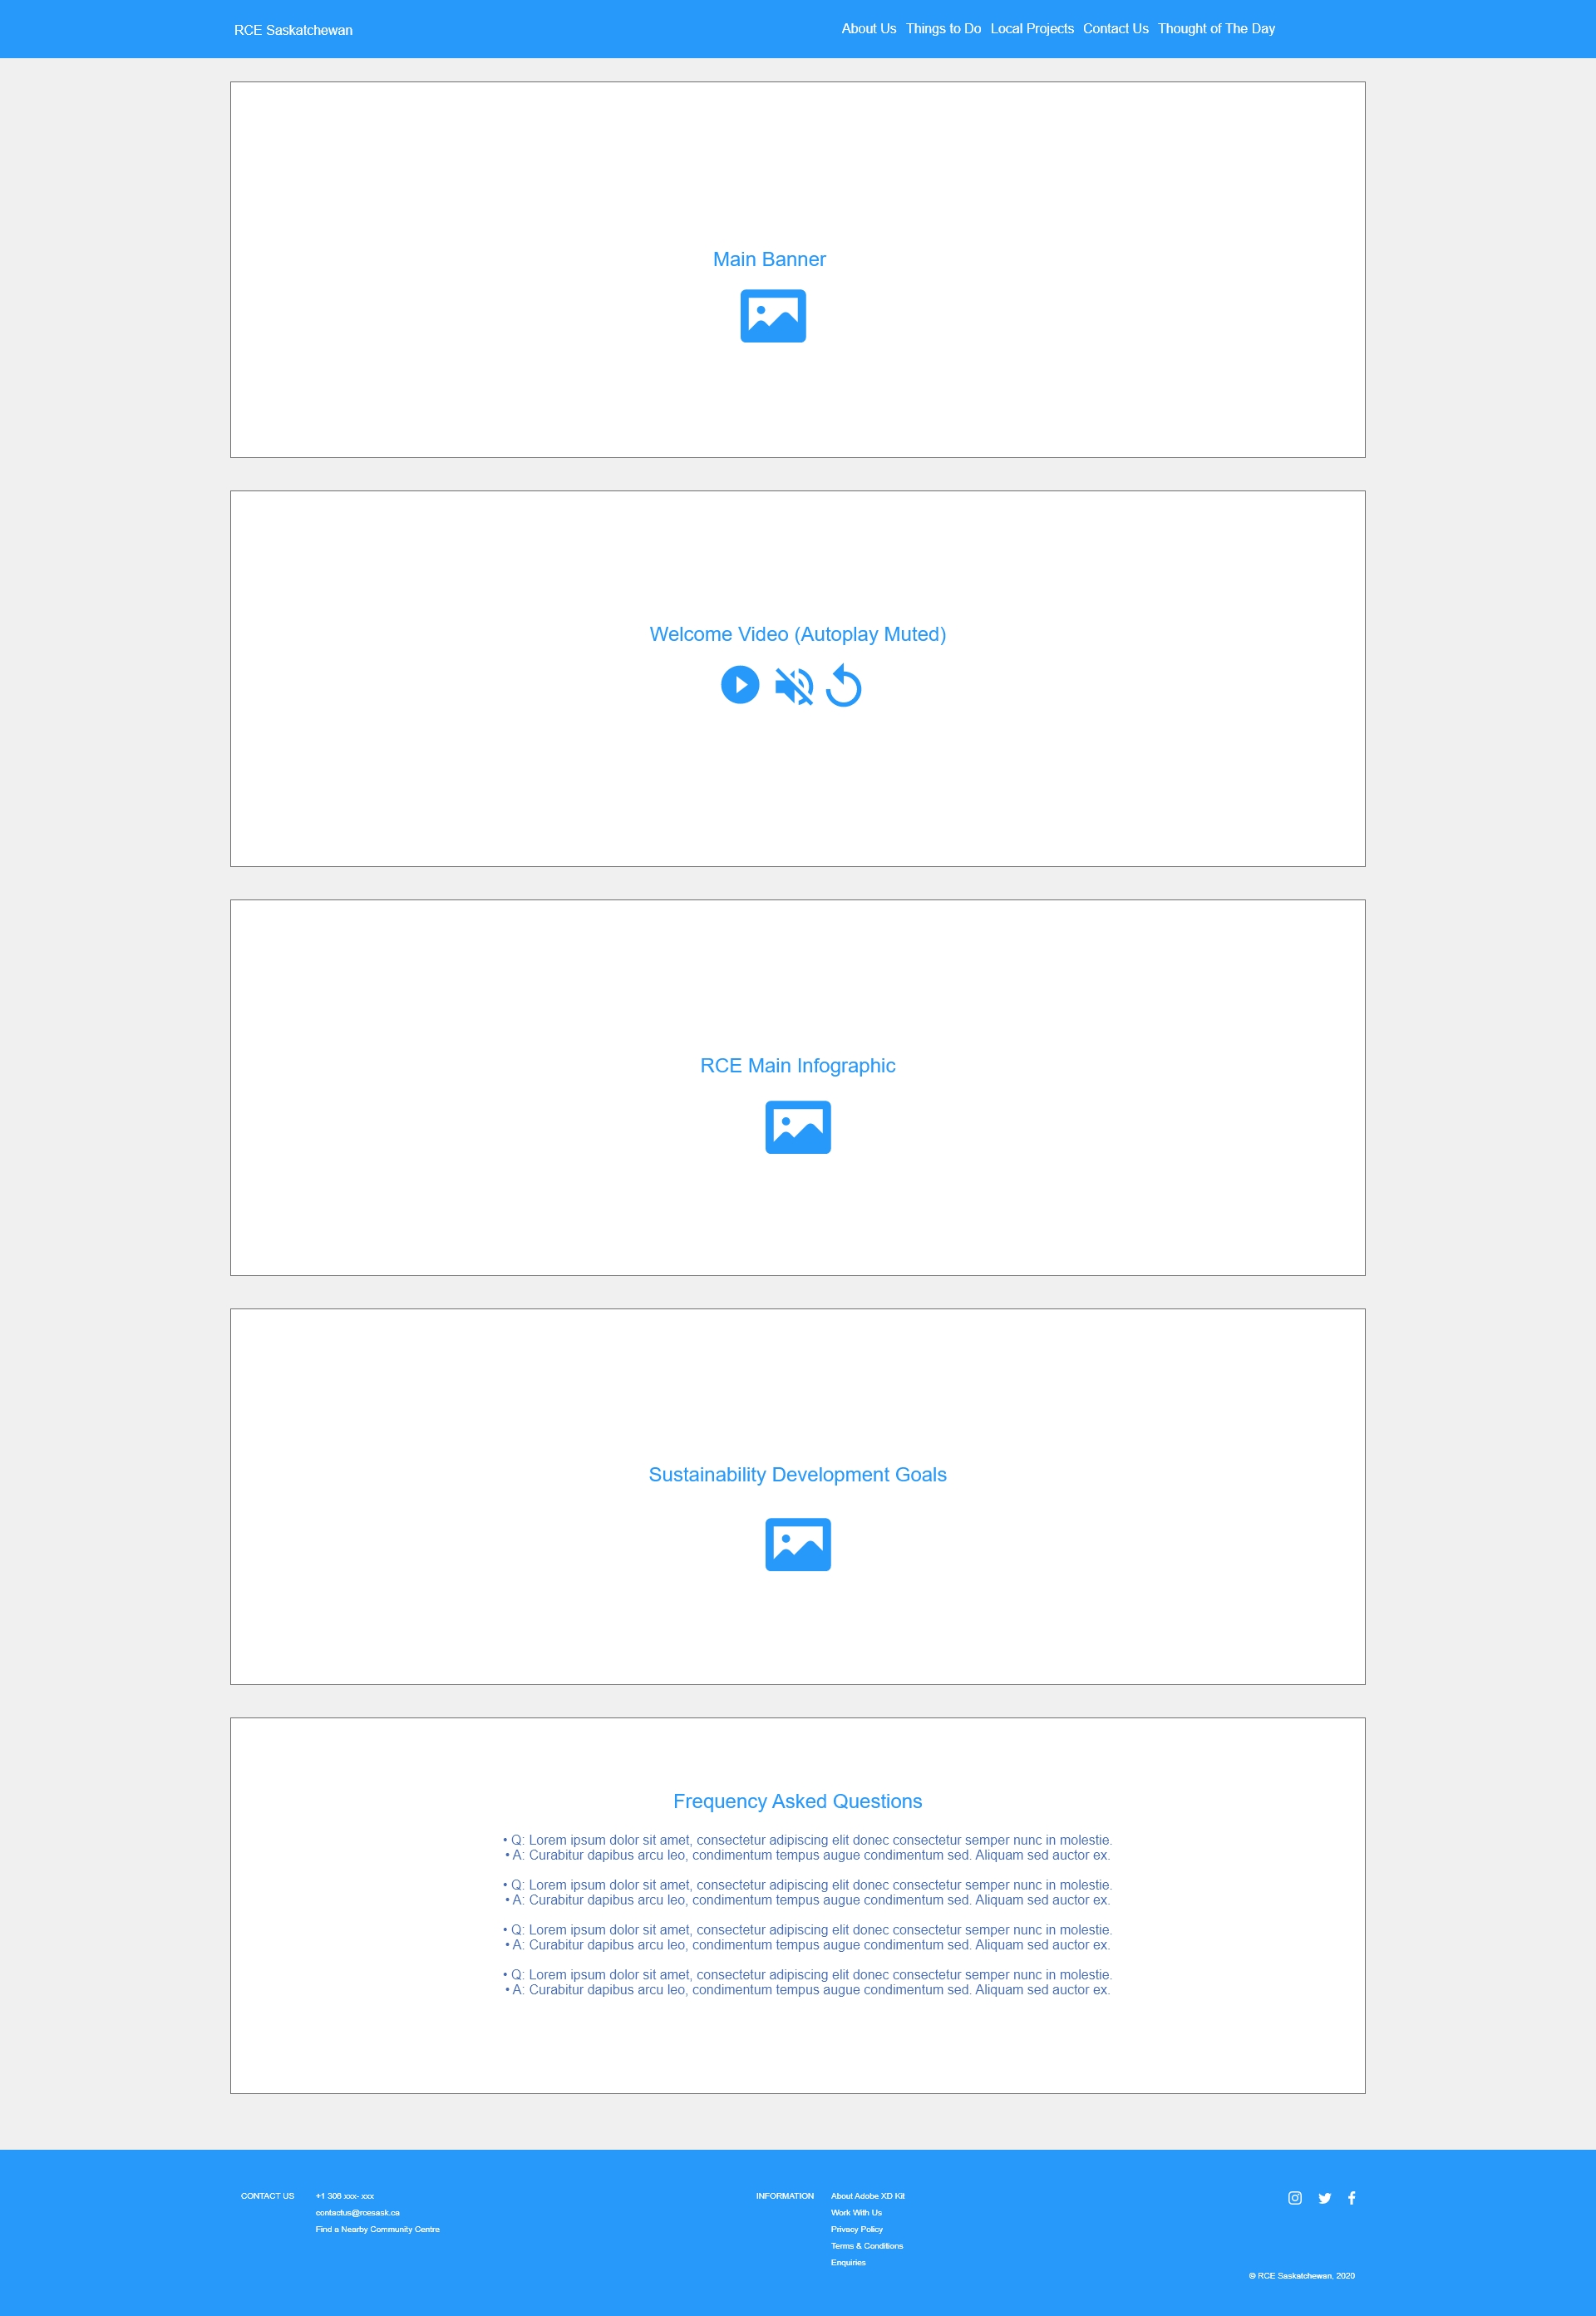 RCE Saskatchewan
About Us Things to Do Local Projects Contact Us Thought of The Day
Main Banner
Welcome Video (Autoplay Muted)
RCE Main Infographic
Sustainability Development Goals
Frequency Asked Questions
• Q: Lorem ipsum dolor sit amet, consectetur adipiscing elit donec consectetur semper nunc in molestie.
• A: Curabitur dapibus arcu leo, condimentum tempus augue condimentum sed. Aliquam sed auctor ex.
• Q: Lorem ipsum dolor sit amet, consectetur adipiscing elit donec consectetur semper nunc in molestie.
• A: Curabitur dapibus arcu leo, condimentum tempus augue condimentum sed. Aliquam sed auctor ex.
• Q: Lorem ipsum dolor sit amet, consectetur adipiscing elit donec consectetur semper nunc in molestie.
• A: Curabitur dapibus arcu leo, condimentum tempus augue condimentum sed. Aliquam sed auctor ex.
• Q: Lorem ipsum dolor sit amet, consectetur adipiscing elit donec consectetur semper nunc in molestie.
• A: Curabitur dapibus arcu leo, condimentum tempus augue condimentum sed. Aliquam sed auctor ex.
CONTACT US
+1 306 xxx- xxx
contactus@rcesask.ca
Find a Nearby Community Centre
INFORMATION
About Adobe XD Kit
Work With Us
Privacy Policy
Terms & Conditions
Enquiries
© RCE Saskatchewan, 2020